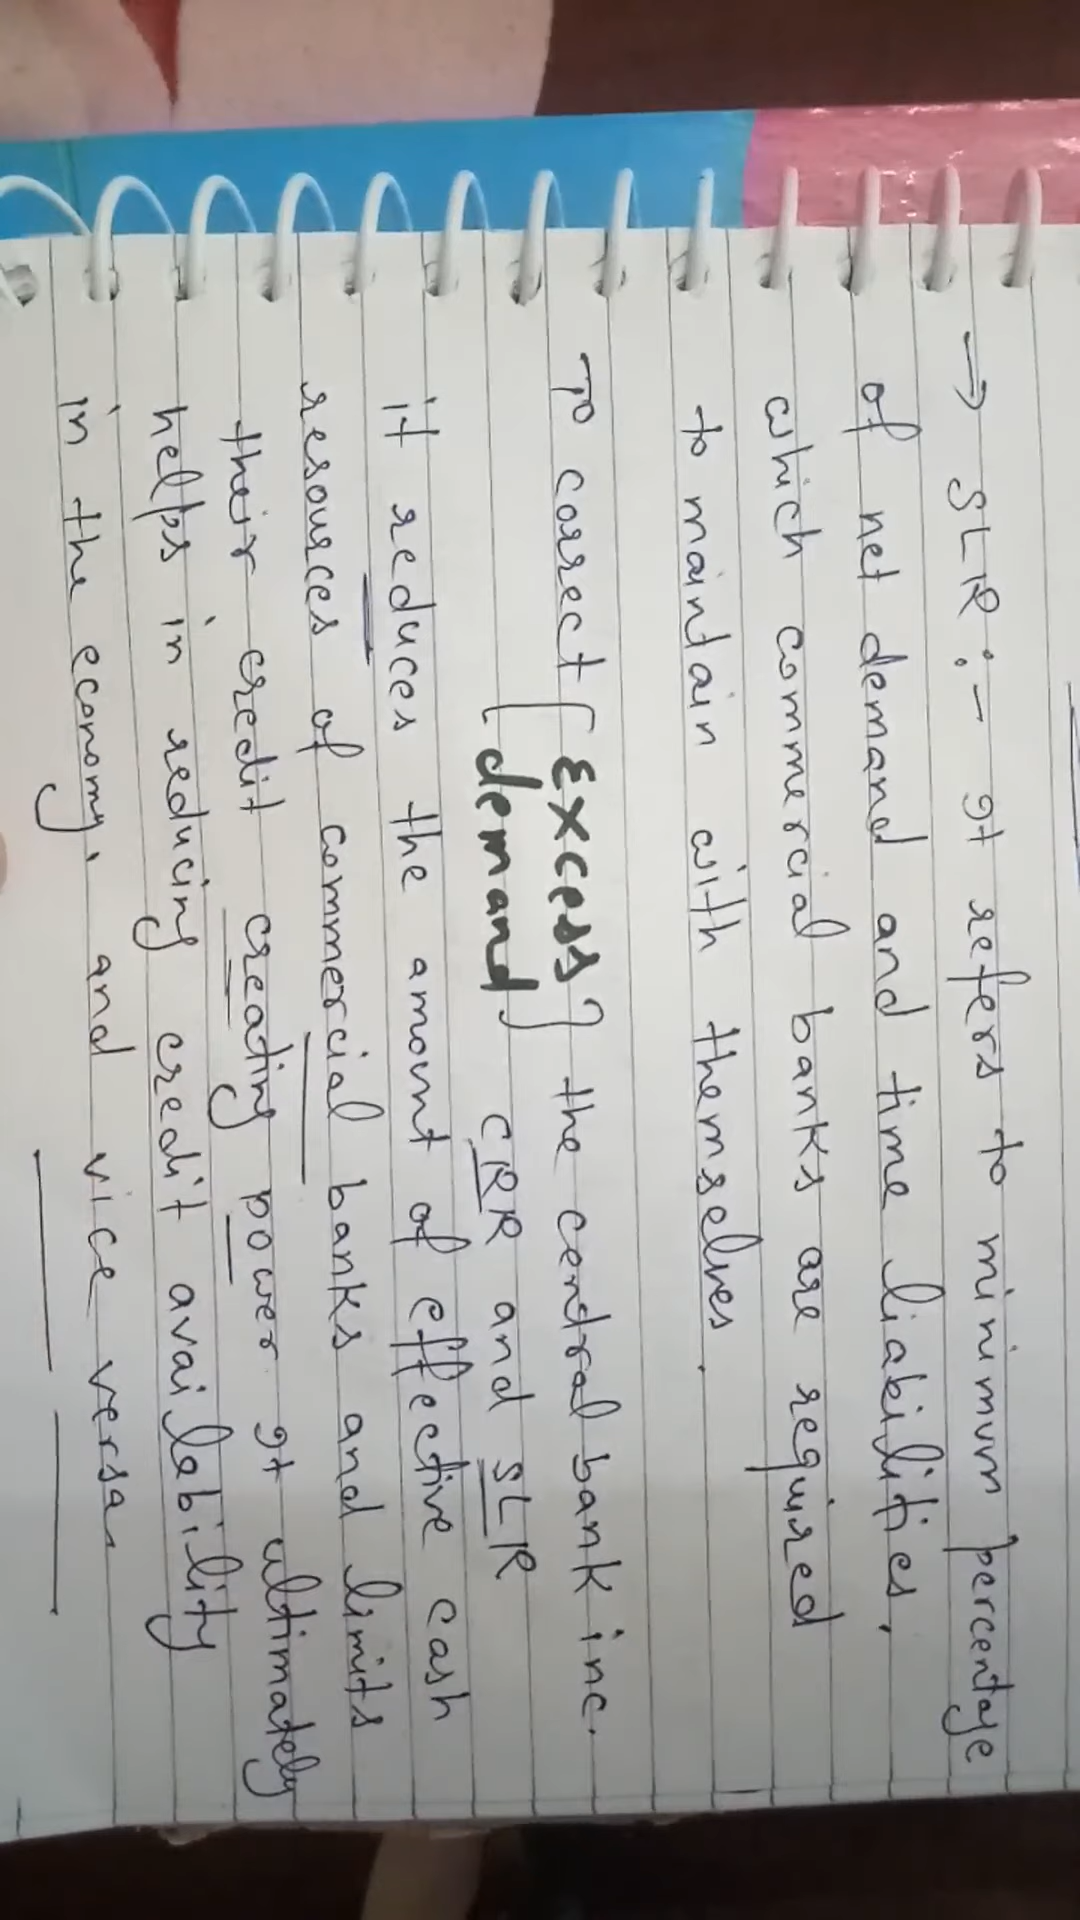 → SLR :- It refers to minimum percentage
of net demand and time liabilities,
which commercial banks are required
to maintain with themselves.
To correct [Excess] the central bank inc.
[demand] CRR and SLR
it reduces the amount of effective cash
resources of commercial banks and limits
their credit creating power It ultimately
helps in reducing credit availability
in the economy, and vice versa